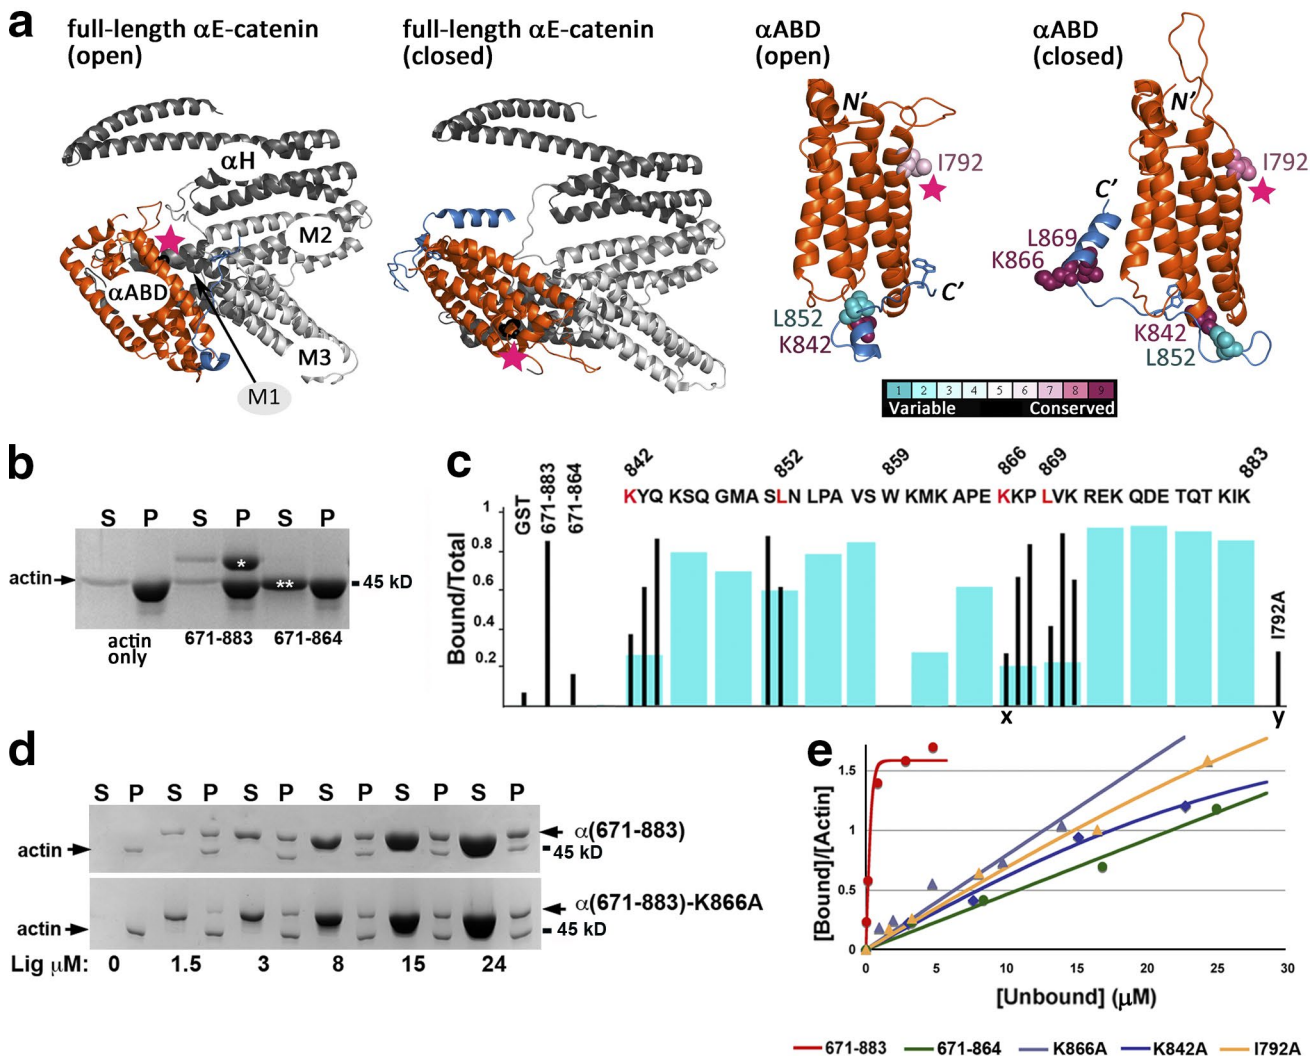 a
full-length αE-catenin
(open)
full-length αE-catenin
(closed)
αABD
(open)
αABD
(closed)
αH
M2
αABD
M3
M1
N’
I792
C’
L852
K842
N’
I792
C’
L869
K866
K842
L852
1 2 3 4 5 6 7 8 9
Variable Conserved
b
S P S P S P
actin
*
**
45 kD
actin
only
671-883
671-864
c
842 852 859 866 869 883
KYQ KSQ GMA SLN LPA VS W KMK APE KKP LVK REK QDE TQT KIK
Bound/Total
1
0.8
0.6
0.4
0.2
GST
671-883
671-864
I792A
x
y
d
S P S P S P S P S P S P
actin
α(671-883)
45 kD
actin
α(671-883)-K866A
45 kD
Lig μM: 0 1.5 3 8 15 24
e
[Bound]/[Actin]
1.5
1
0.5
0
0 5 10 15 20 25 30
[Unbound] (μM)
671-883 671-864 K866A K842A I792A